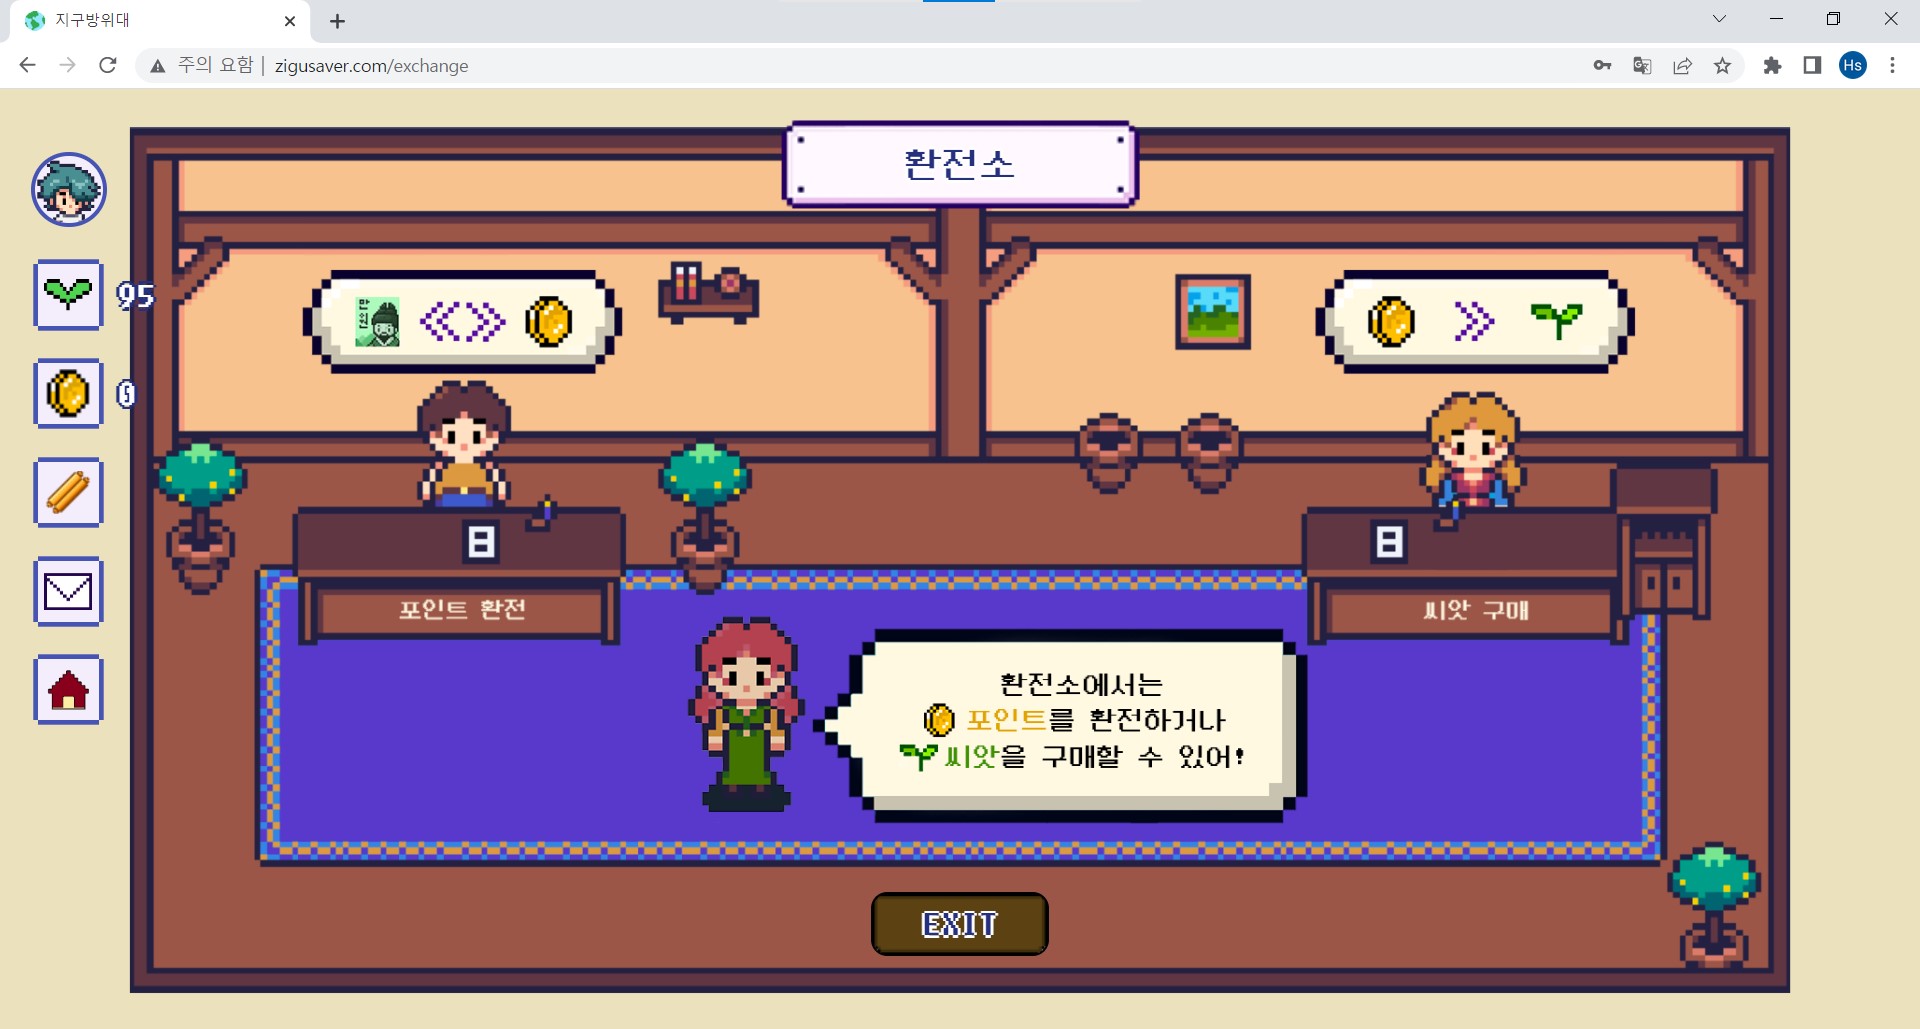 지구방위대
주의 요함
zigusaver.com/exchange
Hs
환전소
95
0
포인트 환전
씨앗 구매
환전소에서는
포인트를 환전하거나
씨앗을 구매할 수 있어!
EXIT